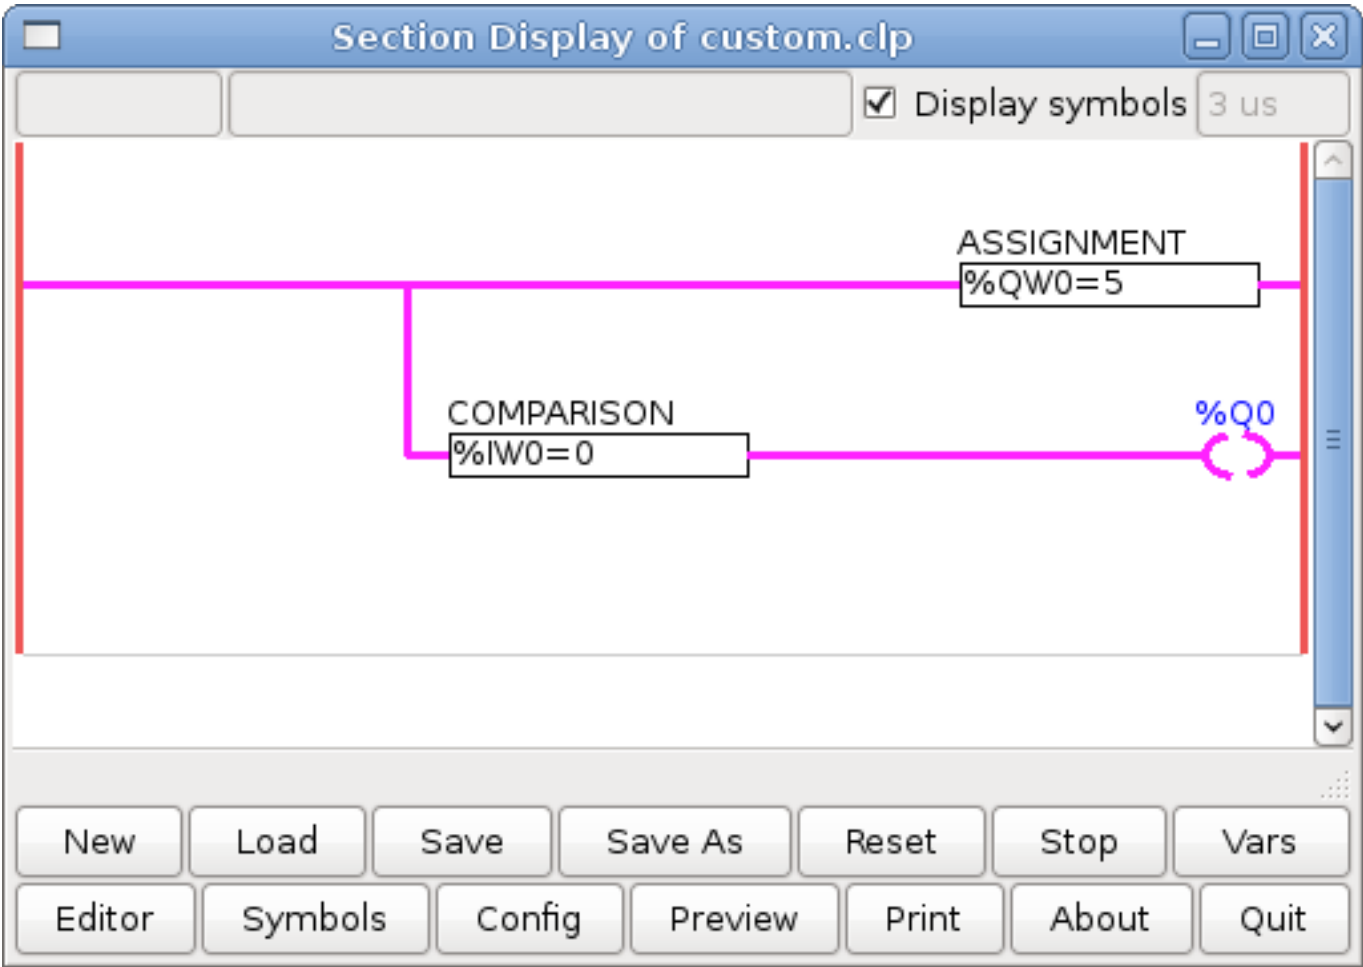 Section Display of custom.clp
Display symbols 3 us
ASSIGNMENT
%QW0=5
COMPARISON %Q0
%IW0=0
New Load Save Save As Reset Stop Vars
Editor Symbols Config Preview Print About Quit